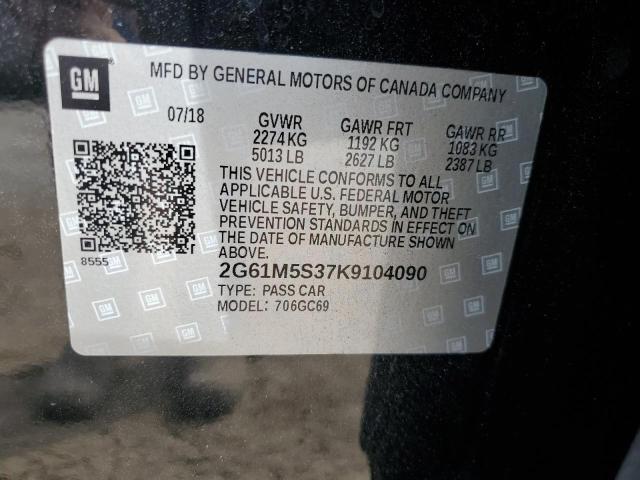 GM
MFD BY GENERAL MOTORS OF CANADA COMPANY
07/18
GVWR
2274 KG
5013 LB
GAWR FRT
1192 KG
2627 LB
GAWR RR
1083 KG
2387 LB
THIS VEHICLE CONFORMS TO ALL
APPLICABLE U.S. FEDERAL MOTOR
VEHICLE SAFETY, BUMPER, AND THEFT
PREVENTION STANDARDS IN EFFECT ON
THE DATE OF MANUFACTURE SHOWN
ABOVE.
8555
2G61M5S37K9104090
TYPE: PASS CAR
MODEL: 706GC69